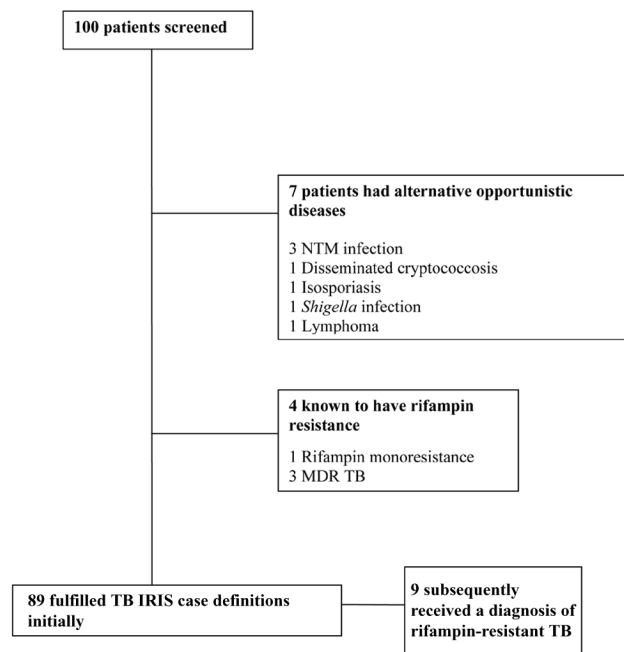 100 patients screened
7 patients had alternative opportunistic
diseases
3 NTM infection
1 Disseminated cryptococcosis
1 Isosporiasis
1 Shigella infection
1 Lymphoma
4 known to have rifampin
resistance
1 Rifampin monoresistance
3 MDR TB
89 fulfilled TB IRIS case definitions
initially
9 subsequently
received a diagnosis of
rifampin-resistant TB